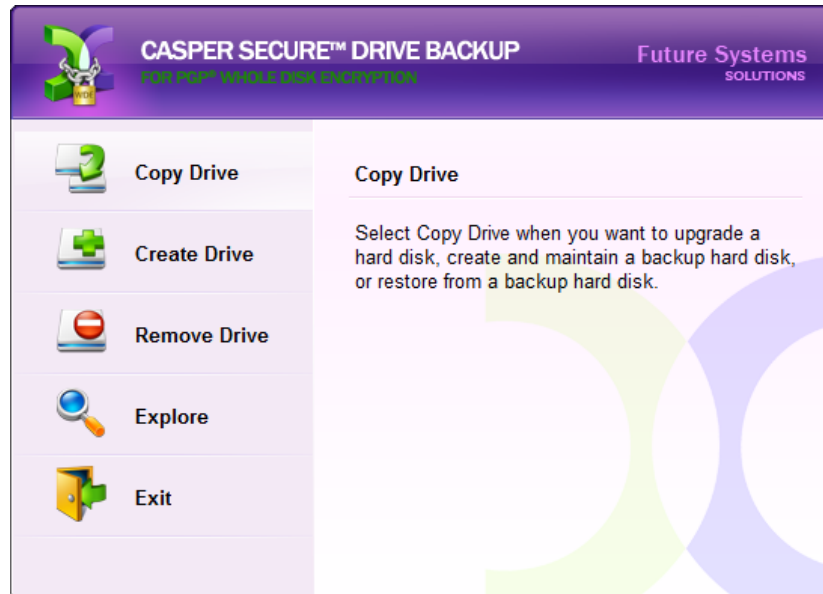 CASPER SECURE™ DRIVE BACKUP
FOR PGP® WHOLE DISK ENCRYPTION
Future Systems
SOLUTIONS
WDE
Copy Drive
Create Drive
Remove Drive
Explore
Exit
Copy Drive
Select Copy Drive when you want to upgrade a
hard disk, create and maintain a backup hard disk,
or restore from a backup hard disk.